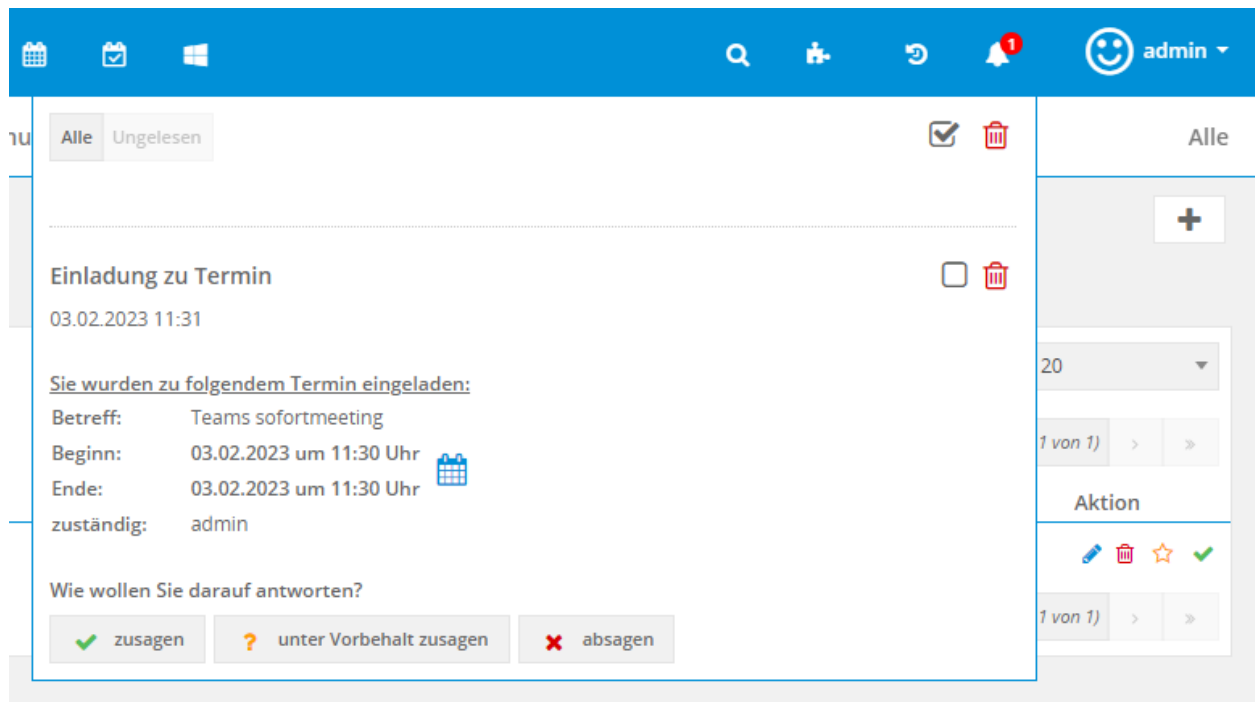 1
admin
nu
Alle Ungelesen
Alle
Einladung zu Termin
03.02.2023 11:31
20
Sie wurden zu folgendem Termin eingeladen:
Betreff: Teams sofortmeeting
Beginn: 03.02.2023 um 11:30 Uhr
1 von 1) › »
Ende: 03.02.2023 um 11:30 Uhr
Aktion
zuständig: admin
Wie wollen Sie darauf antworten?
1 von 1) › »
zusagen ? unter Vorbehalt zusagen absagen